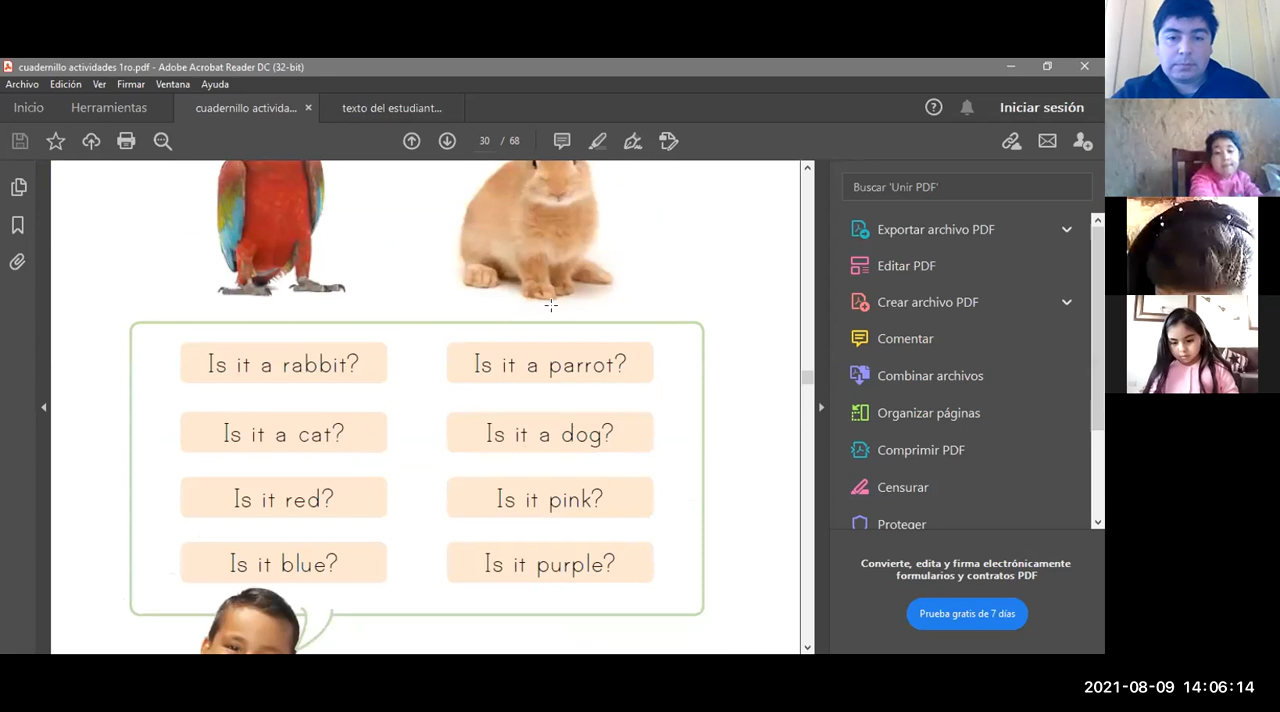 cuadernillo actividades 1ro.pdf - Adobe Acrobat Reader DC (32-bit)
Archivo Edición Ver Firmar Ventana Ayuda
Inicio Herramientas cuadernillo activida... × texto del estudiant... Iniciar sesión
30 / 68
Buscar 'Unir PDF'
Exportar archivo PDF
Editar PDF
Crear archivo PDF
Comentar
Combinar archivos
Organizar páginas
Comprimir PDF
Censurar
Proteger
Convierte, edita y firma electrónicamente
formularios y contratos PDF
Prueba gratis de 7 días
Is it a rabbit? Is it a parrot?
Is it a cat? Is it a dog?
Is it red? Is it pink?
Is it blue? Is it purple?
2021-08-09 14:06:14